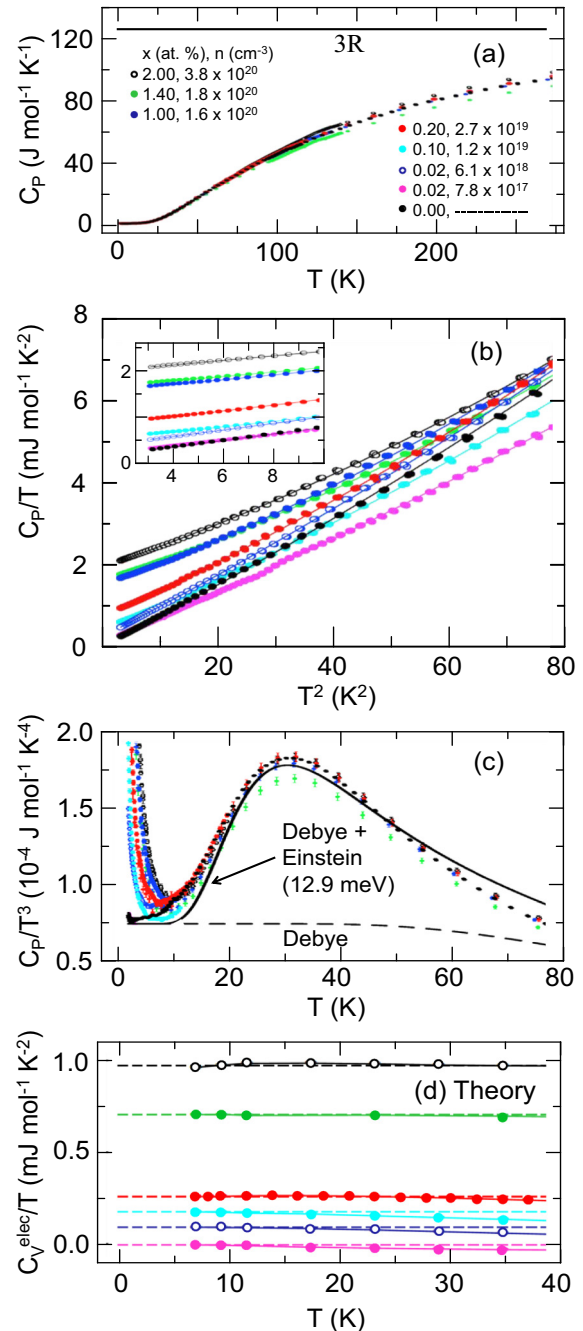 120
80
40
0
C_P (J mol⁻¹ K⁻¹)
3R
(a)
x (at. %), n (cm⁻³)
2.00, 3.8 x 10²⁰
1.40, 1.8 x 10²⁰
1.00, 1.6 x 10²⁰
0.20, 2.7 x 10¹⁹
0.10, 1.2 x 10¹⁹
0.02, 6.1 x 10¹⁸
0.02, 7.8 x 10¹⁷
0.00, -------------
0 50 100 150 200 250
T (K)
8
6
4
2
0
C_P/T (mJ mol⁻¹ K⁻²)
(b)
2
0
4 6 8
20 40 60 80
T² (K²)
2.0
1.5
1.0
0.5
C_P/T³ (10⁻⁴ J mol⁻¹ K⁻⁴)
(c)
Debye +
Einstein
(12.9 meV)
Debye
0 20 40 60 80
T (K)
1.0
0.5
0.0
C_V^elec/T (mJ mol⁻¹ K⁻²)
(d) Theory
0 10 20 30 40
T (K)